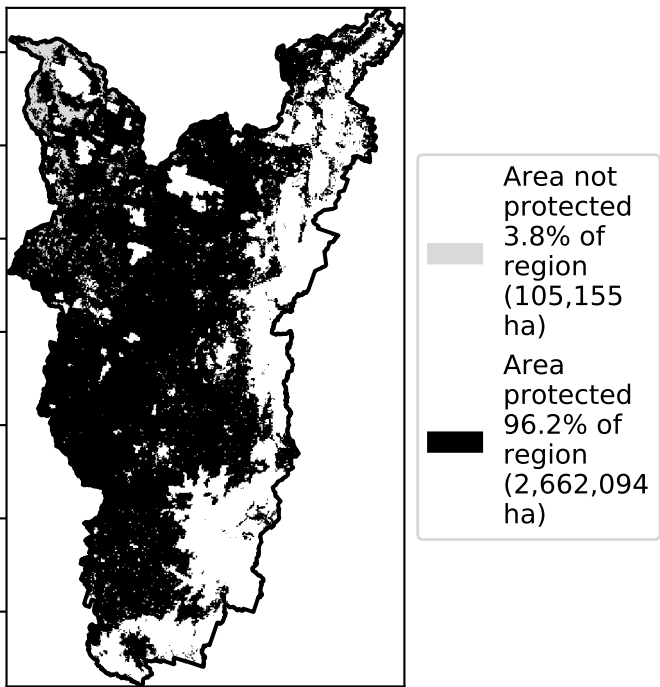 Area not
protected
3.8% of
region
(105,155
ha)
Area
protected
96.2% of
region
(2,662,094
ha)